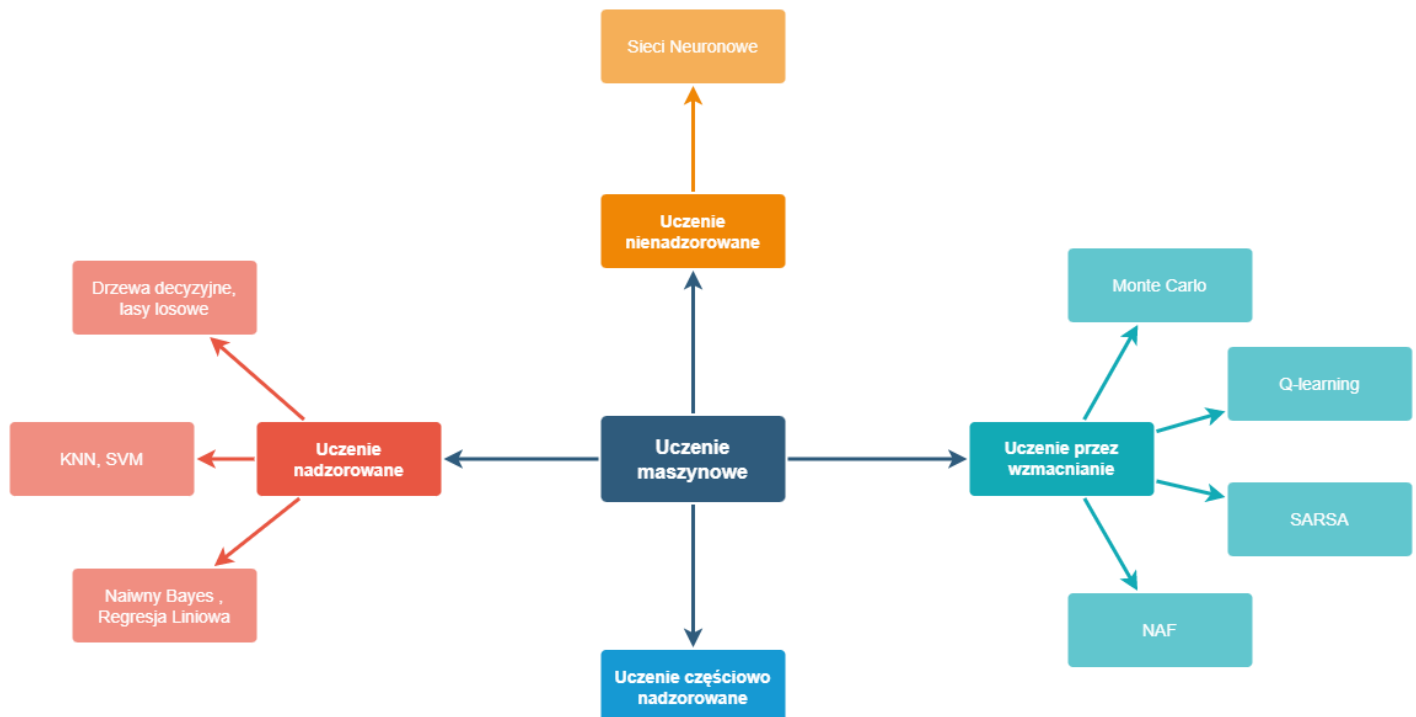 Sieci Neuronowe
Uczenie
nienadzorowane
Drzewa decyzyjne,
lasy losowe
Monte Carlo
Q-learning
KNN, SVM
Uczenie
nadzorowane
Uczenie
maszynowe
Uczenie przez
wzmacnianie
SARSA
Naiwny Bayes ,
Regresja Liniowa
NAF
Uczenie częściowo
nadzorowane